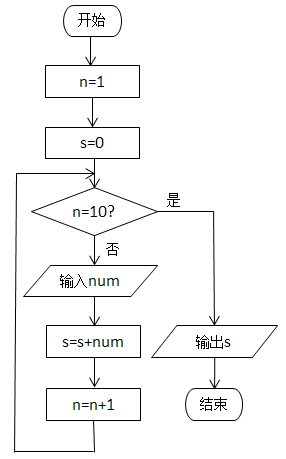 开始
n=1
s=0
n=10?
是
否
输入num
s=s+num
输出s
n=n+1
结束